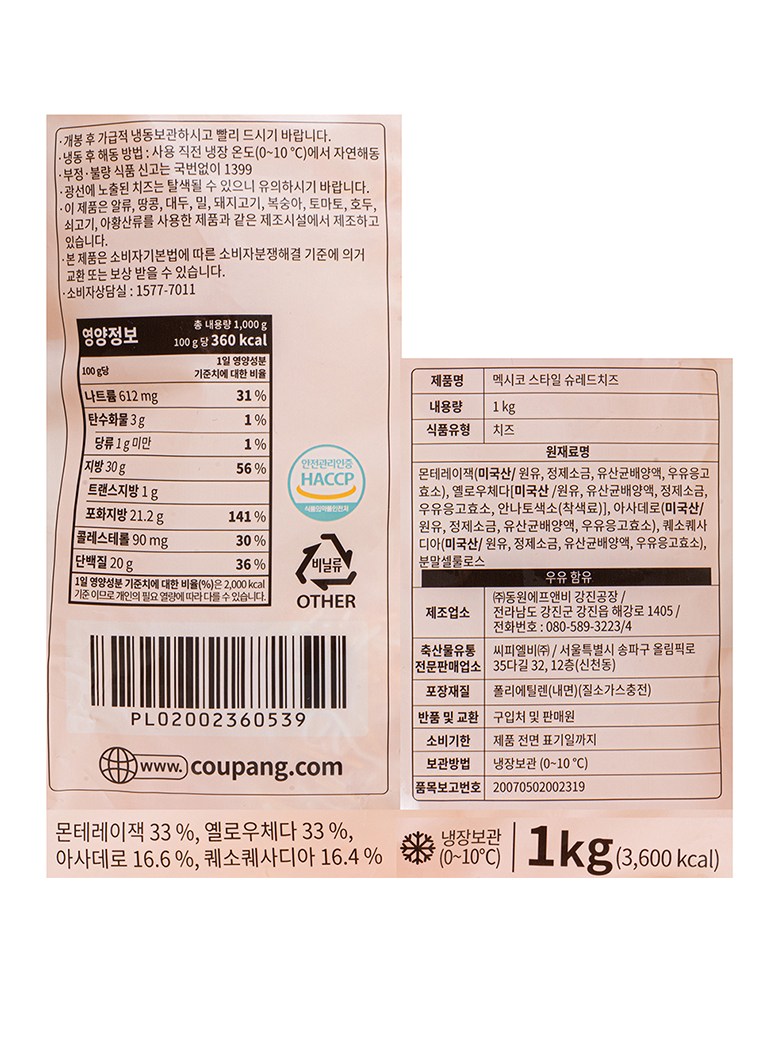 ·개봉 후 가급적 냉동보관하시고 빨리 드시기 바랍니다.
·냉동 후 해동 방법 : 사용 직전 냉장 온도(0~10 ℃)에서 자연해동
·부정·불량 식품 신고는 국번없이 1399
·광선에 노출된 치즈는 탈색될 수 있으니 유의하시기 바랍니다.
·이 제품은 알류, 땅콩, 대두, 밀, 돼지고기, 복숭아, 토마토, 호두,
쇠고기, 아황산류를 사용한 제품과 같은 제조시설에서 제조하고
있습니다.
·본 제품은 소비자기본법에 따른 소비자분쟁해결 기준에 의거
교환 또는 보상 받을 수 있습니다.
·소비자상담실 : 1577-7011
영양정보
총 내용량 1,000 g
100 g 당 360 kcal
100 g당
1일 영양성분
기준치에 대한 비율
나트륨 612 mg 31 %
탄수화물 3 g 1 %
당류 1 g 미만 1 %
지방 30 g 56 %
트랜스지방 1 g
포화지방 21.2 g 141 %
콜레스테롤 90 mg 30 %
단백질 20 g 36 %
1일 영양성분 기준치에 대한 비율(%)은 2,000 kcal
기준 이므로 개인의 필요 열량에 따라 다를 수 있습니다.
안전관리인증
HACCP
식품의약품안전처
비닐류
OTHER
PL02002360539
www. coupang.com
제품명 멕시코 스타일 슈레드치즈
내용량 1 kg
식품유형 치즈
원재료명
몬테레이잭(미국산/ 원유, 정제소금, 유산균배양액, 우유응고
효소), 옐로우체다[미국산 /원유, 유산균배양액, 정제소금,
우유응고효소, 안나토색소(착색료)], 아사데로(미국산/
원유, 정제소금, 유산균배양액, 우유응고효소), 퀘소퀘사
디아(미국산/ 원유, 정제소금, 유산균배양액, 우유응고효소),
분말셀룰로스
우유 함유
제조업소
㈜동원에프앤비 강진공장 /
전라남도 강진군 강진읍 해강로 1405 /
전화번호 : 080-589-3223/4
축산물유통
전문판매업소
씨피엘비㈜ / 서울특별시 송파구 올림픽로
35다길 32, 12층(신천동)
포장재질 폴리에틸렌(내면)(질소가스충전)
반품 및 교환 구입처 및 판매원
소비기한 제품 전면 표기일까지
보관방법 냉장보관 (0~10 ℃)
품목보고번호 20070502002319
몬테레이잭 33 %, 옐로우체다 33 %,
아사데로 16.6 %, 퀘소퀘사디아 16.4 %
냉장보관
(0~10℃)
1kg (3,600 kcal)